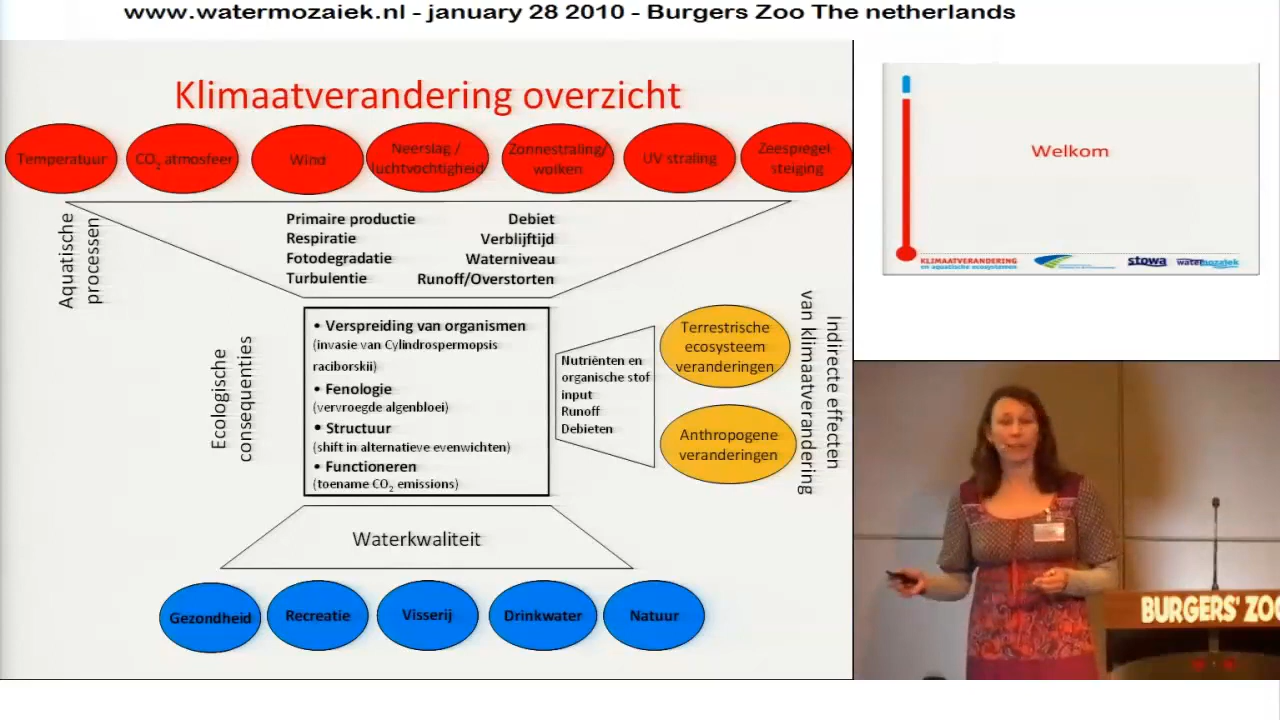 www.watermozaiek.nl - january 28 2010 - Burgers Zoo The netherlands
Klimaatverandering overzicht
Temperatuur
CO2 atmosfeer
Wind
Neerslag /
luchtvochtigheid
Zonnestraling/
wolken
UV straling
Zeespiegel
steiging
Aquatische
processen
Primaire productie
Respiratie
Fotodegradatie
Turbulentie
Debiet
Verblijftijd
Waterniveau
Runoff/Overstorten
Ecologische
consequenties
• Verspreiding van organismen
(invasie van Cylindrospermopsis
raciborskii)
• Fenologie
(vervroegde algenbloei)
• Structuur
(shift in alternatieve evenwichten)
• Functioneren
(toename CO2 emissions)
Nutriënten en
organische stof
input
Runoff
Debieten
Terrestrische
ecosysteem
veranderingen
Anthropogene
veranderingen
Indirecte effecten
van klimaatverandering
Waterkwaliteit
Gezondheid
Recreatie
Visserij
Drinkwater
Natuur
Welkom
KLIMAATVERANDERING
en aquatische ecosystemen
stowa
watermozaiek
BURGERS' ZOO